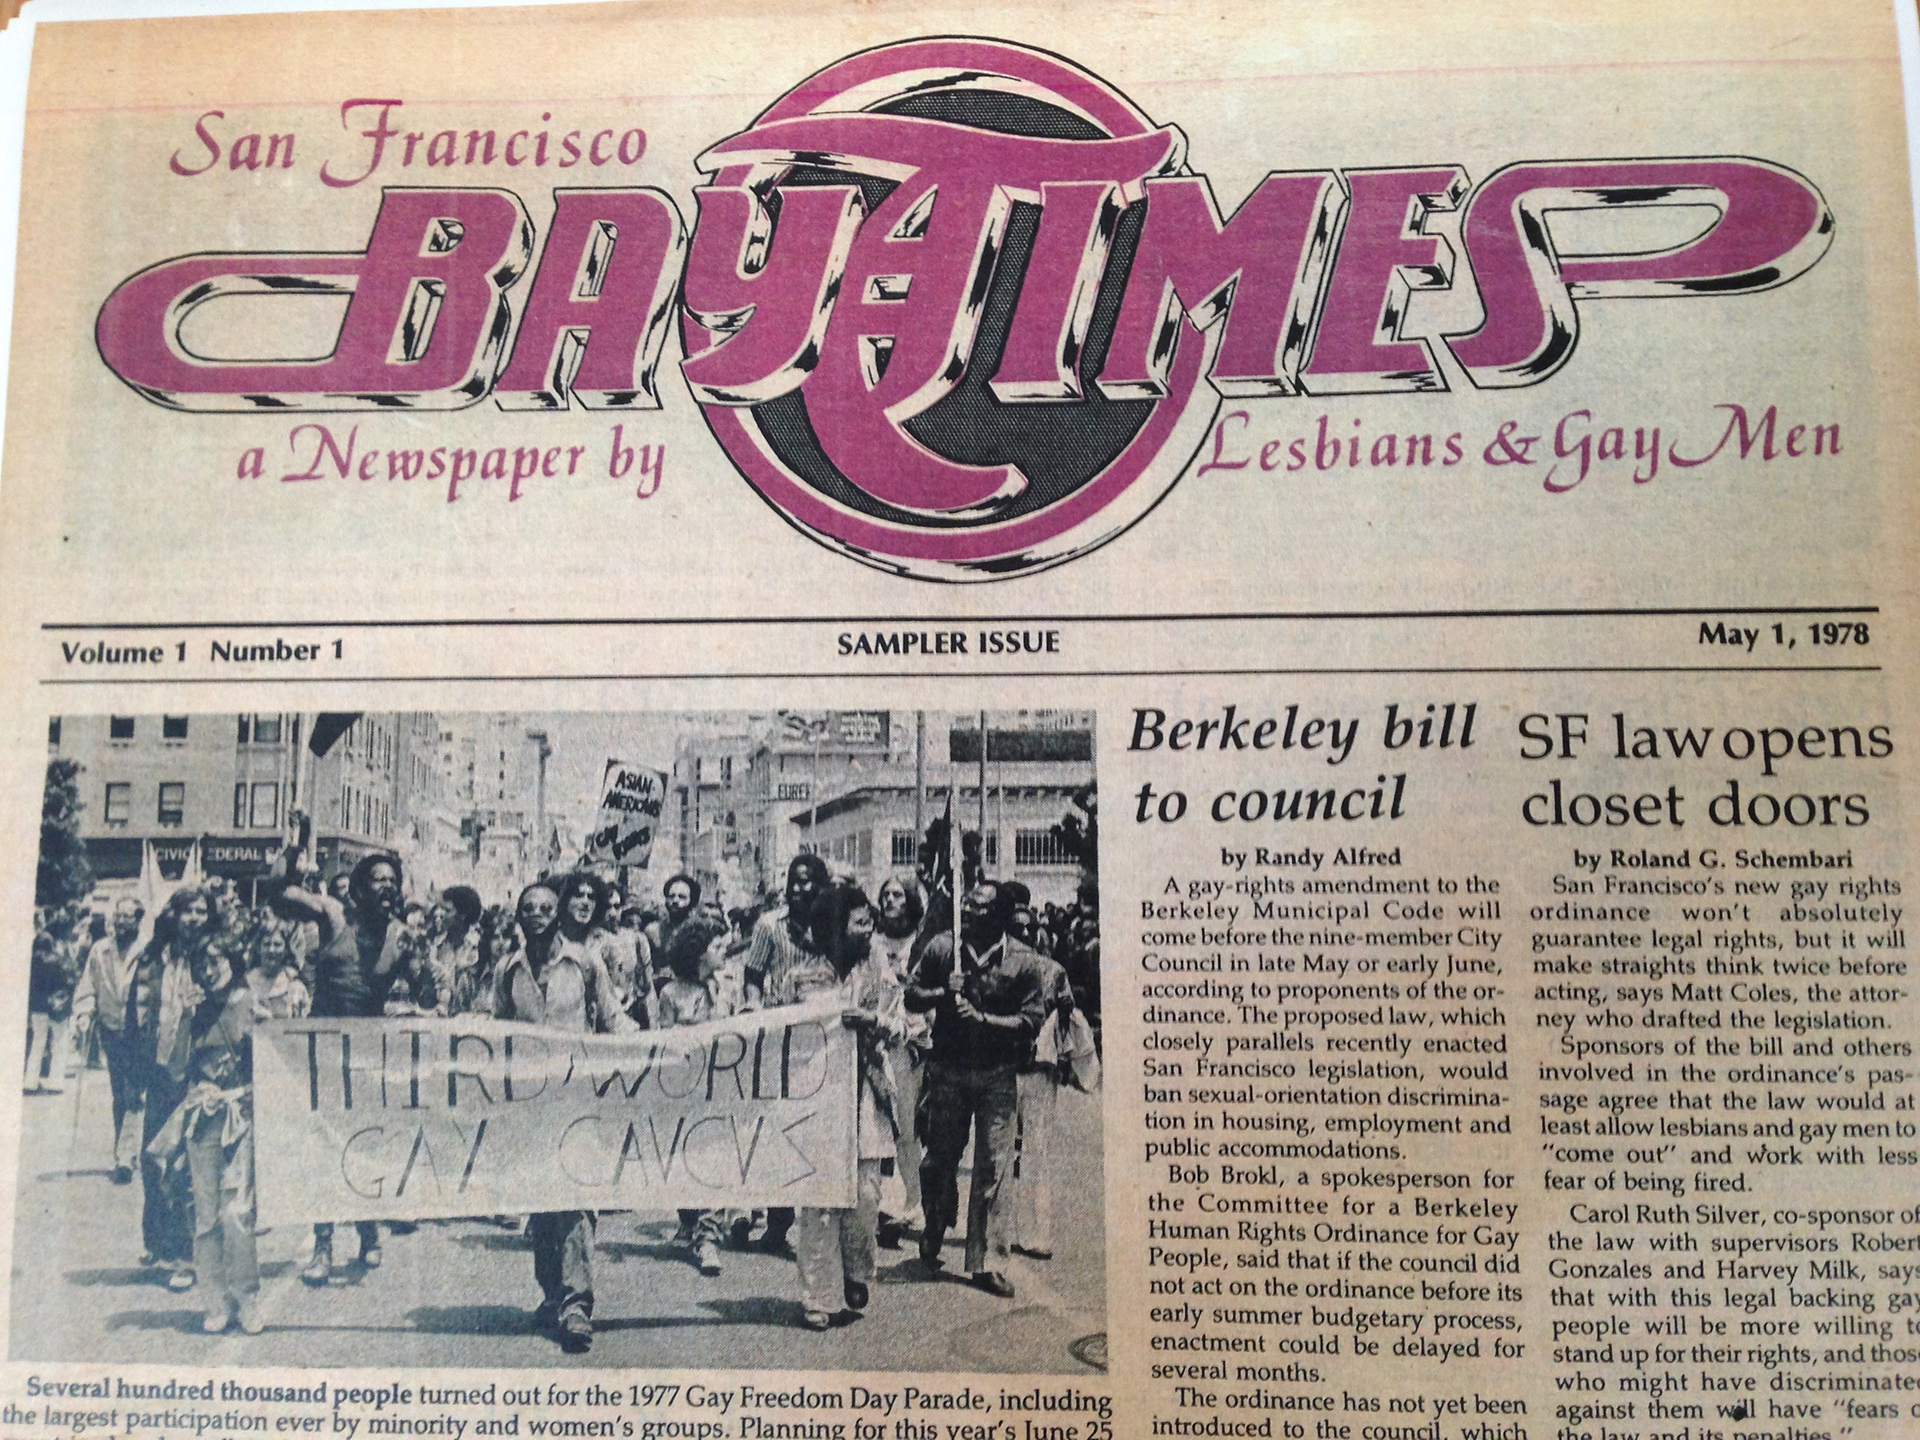 San Francisco
BAY TIMES
a Newspaper by
Lesbians & Gay Men
Volume 1 Number 1
SAMPLER ISSUE
May 1, 1978
ASIAN-
AMERICANS
CIVIC
FEDERAL
THIRD WORLD
GAY CAUCUS
Several hundred thousand people turned out for the 1977 Gay Freedom Day Parade, including
the largest participation ever by minority and women's groups. Planning for this year's June 25
Berkeley bill
to council
by Randy Alfred
A gay-rights amendment to the
Berkeley Municipal Code will
come before the nine-member City
Council in late May or early June,
according to proponents of the or-
dinance. The proposed law, which
closely parallels recently enacted
San Francisco legislation, would
ban sexual-orientation discrimina-
tion in housing, employment and
public accommodations.
Bob Brokl, a spokesperson for
the Committee for a Berkeley
Human Rights Ordinance for Gay
People, said that if the council did
not act on the ordinance before its
early summer budgetary process,
enactment could be delayed for
several months.
The ordinance has not yet been
introduced to the council, which
SF law opens
closet doors
by Roland G. Schembari
San Francisco's new gay rights
ordinance won't absolutely
guarantee legal rights, but it will
make straights think twice before
acting, says Matt Coles, the attor-
ney who drafted the legislation.
Sponsors of the bill and others
involved in the ordinance's pas-
sage agree that the law would at
least allow lesbians and gay men to
"come out" and work with less
fear of being fired.
Carol Ruth Silver, co-sponsor of
the law with supervisors Robert
Gonzales and Harvey Milk, says
that with this legal backing gay
people will be more willing to
stand up for their rights, and those
who might have discriminated
against them will have "fears o
the law and its penalties."